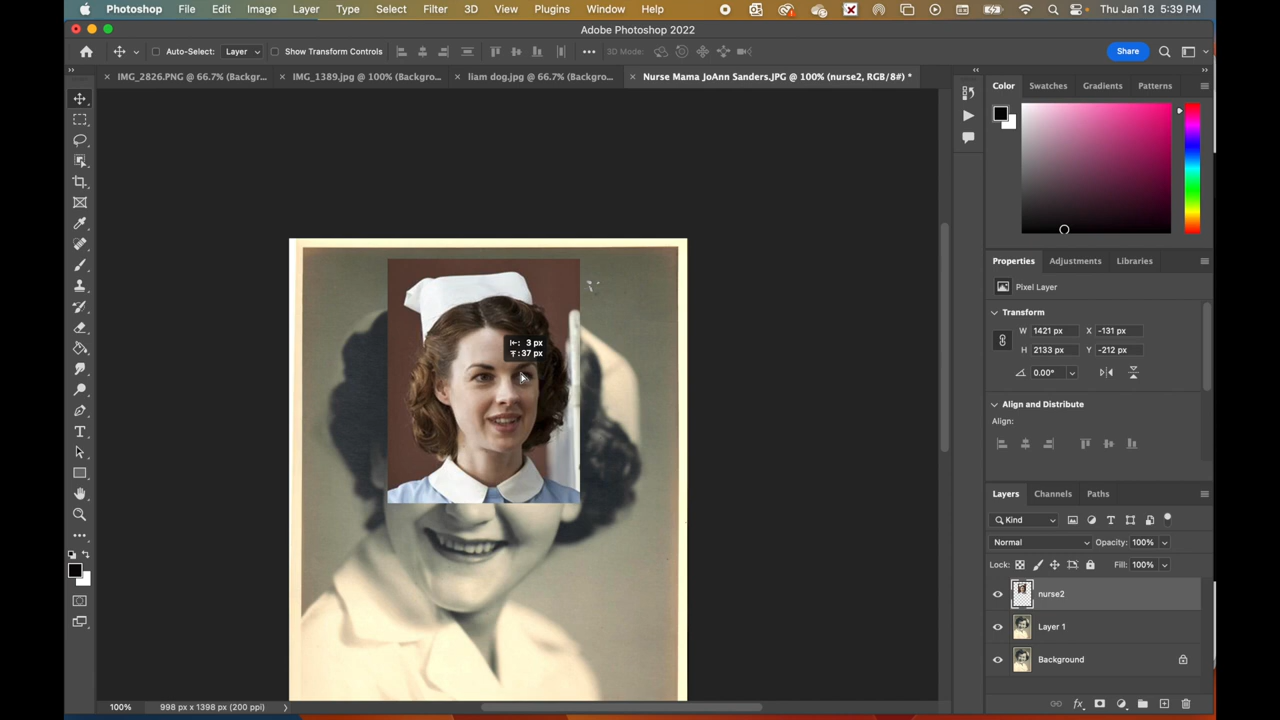 Photoshop File Edit Image Layer Type Select Filter 3D View Plugins Window Help Thu Jan 18 5:39 PM
Adobe Photoshop 2022
Auto-Select: Layer Show Transform Controls 3D Mode: Share
IMG_2826.PNG @ 66.7% (Backgr... IMG_1389.jpg @ 100% (Backgro... liam dog.jpg @ 66.7% (Backgro... Nurse Mama JoAnn Sanders.JPG @ 100% (nurse2, RGB/8#) *
Color Swatches Gradients Patterns
Properties Adjustments Libraries
Pixel Layer
Transform
W 1421 px X -131 px
H 2133 px Y -212 px
0.00°
3 px
37 px
Align and Distribute
Align:
Layers Channels Paths
Kind
Normal Opacity: 100%
Lock: Fill: 100%
nurse2
Layer 1
Background
100% 998 px x 1398 px (200 ppi)